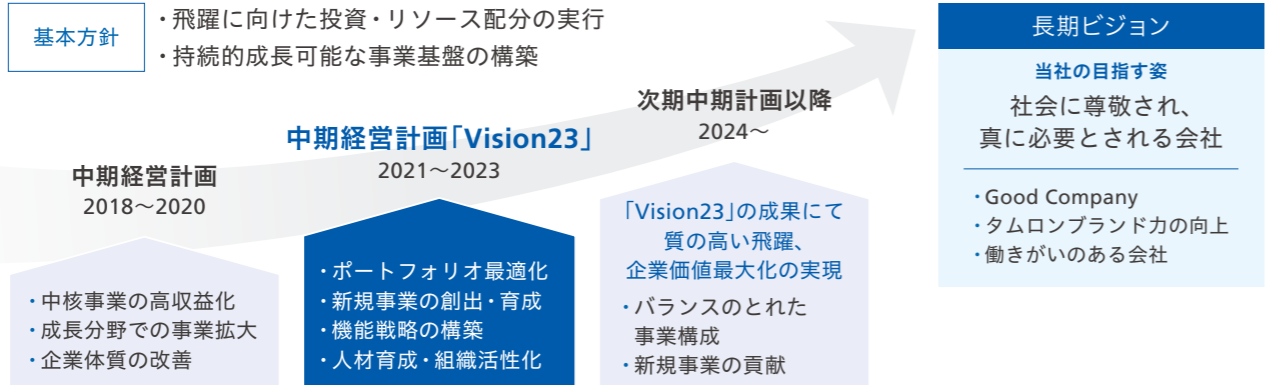 基本方針
・飛躍に向けた投資・リソース配分の実行
・持続的成長可能な事業基盤の構築
中期経営計画
2018～2020
・中核事業の高収益化
・成長分野での事業拡大
・企業体質の改善
中期経営計画「Vision23」
2021～2023
・ポートフォリオ最適化
・新規事業の創出・育成
・機能戦略の構築
・人材育成・組織活性化
次期中期計画以降
2024～
「Vision23」の成果にて
質の高い飛躍、
企業価値最大化の実現
・バランスのとれた
事業構成
・新規事業の貢献
長期ビジョン
当社の目指す姿
社会に尊敬され、
真に必要とされる会社
・Good Company
・タムロンブランド力の向上
・働きがいのある会社